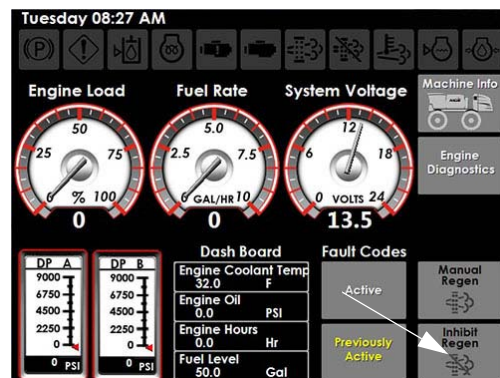 Tuesday 08:27 AM
(P)
Engine Load
Fuel Rate
System Voltage
Machine Info
50
25
75
0
%
100
0
5.0
2.5
7.5
0
GAL/HR
10
0
12
6
18
0
VOLTS
24
13.5
Engine
Diagnostics
DP A
9000
6750
4500
2250
0
0 PSI
DP B
9000
6750
4500
2250
0
0 PSI
Dash Board
Engine Coolant Temp
32.0 F
Engine Oil
0.0 PSI
Engine Hours
0.0 Hr
Fuel Level
50.0 Gal
Fault Codes
Active
Previously
Active
Manual
Regen
Inhibit
Regen